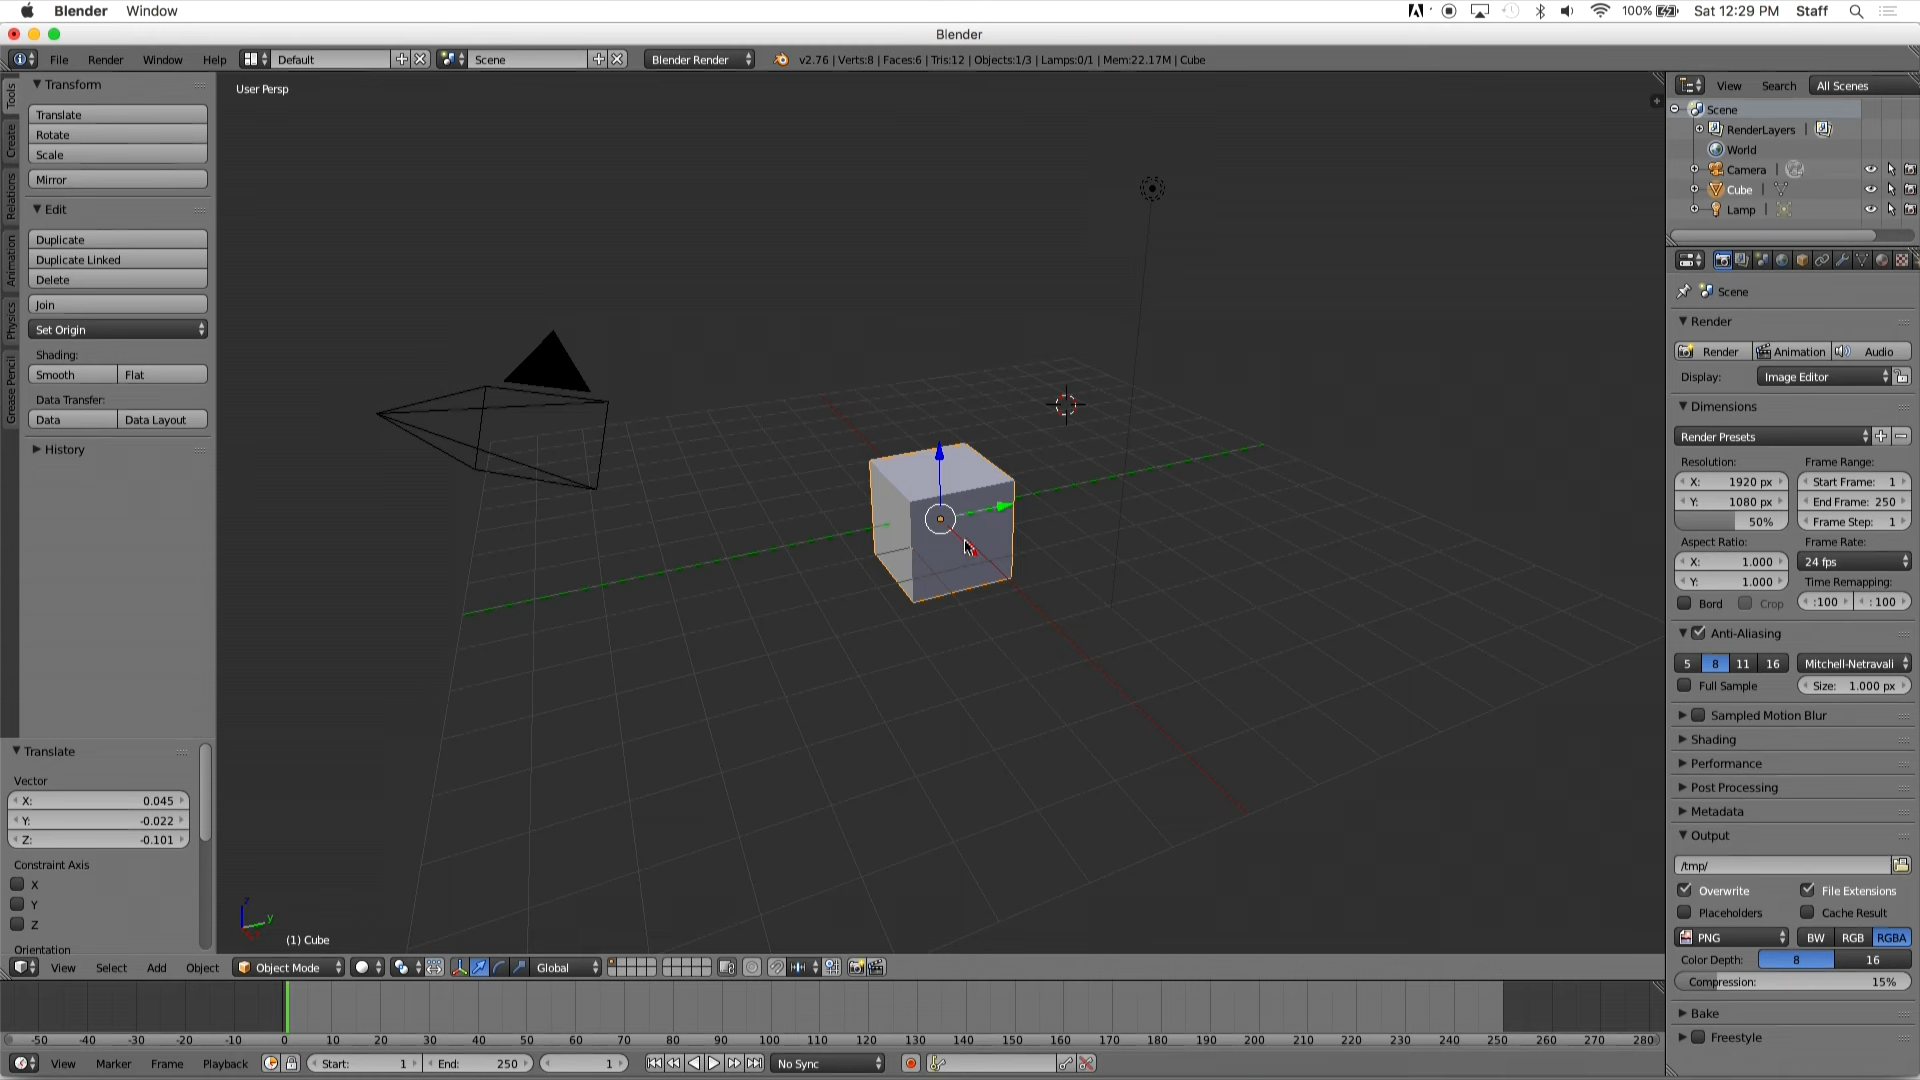 Blender Window 100% Sat 12:29 PM Staff
Blender
File Render Window Help Default Scene Blender Render v2.76 | Verts:8 | Faces:6 | Tris:12 | Objects:1/3 | Lamps:0/1 | Mem:22.17M | Cube
Tools
Create
Relations
Animation
Physics
Grease Pencil
Transform
Translate
Rotate
Scale
Mirror
Edit
Duplicate
Duplicate Linked
Delete
Join
Set Origin
Shading:
Smooth Flat
Data Transfer:
Data Data Layout
History
Translate
Vector
X: 0.045
Y: -0.022
Z: -0.101
Constraint Axis
X
Y
Z
Orientation
User Persp
z
y
(1) Cube
View Select Add Object Object Mode Global
-50 -40 -30 -20 -10 0 10 20 30 40 50 60 70 80 90 100 110 120 130 140 150 160 170 180 190 200 210 220 230 240 250 260 270 280
View Marker Frame Playback Start: 1 End: 250 1 No Sync
View Search All Scenes
Scene
RenderLayers |
World
Camera |
Cube |
Lamp |
Scene
Render
Render Animation Audio
Display: Image Editor
Dimensions
Render Presets
Resolution: Frame Range:
X: 1920 px Start Frame: 1
Y: 1080 px End Frame: 250
50% Frame Step: 1
Aspect Ratio: Frame Rate:
X: 1.000 24 fps
Y: 1.000 Time Remapping:
Bord Crop :100 : 100
Anti-Aliasing
5 8 11 16 Mitchell-Netravali
Full Sample Size: 1.000 px
Sampled Motion Blur
Shading
Performance
Post Processing
Metadata
Output
/tmp/
Overwrite File Extensions
Placeholders Cache Result
PNG BW RGB RGBA
Color Depth: 8 16
Compression: 15%
Bake
Freestyle